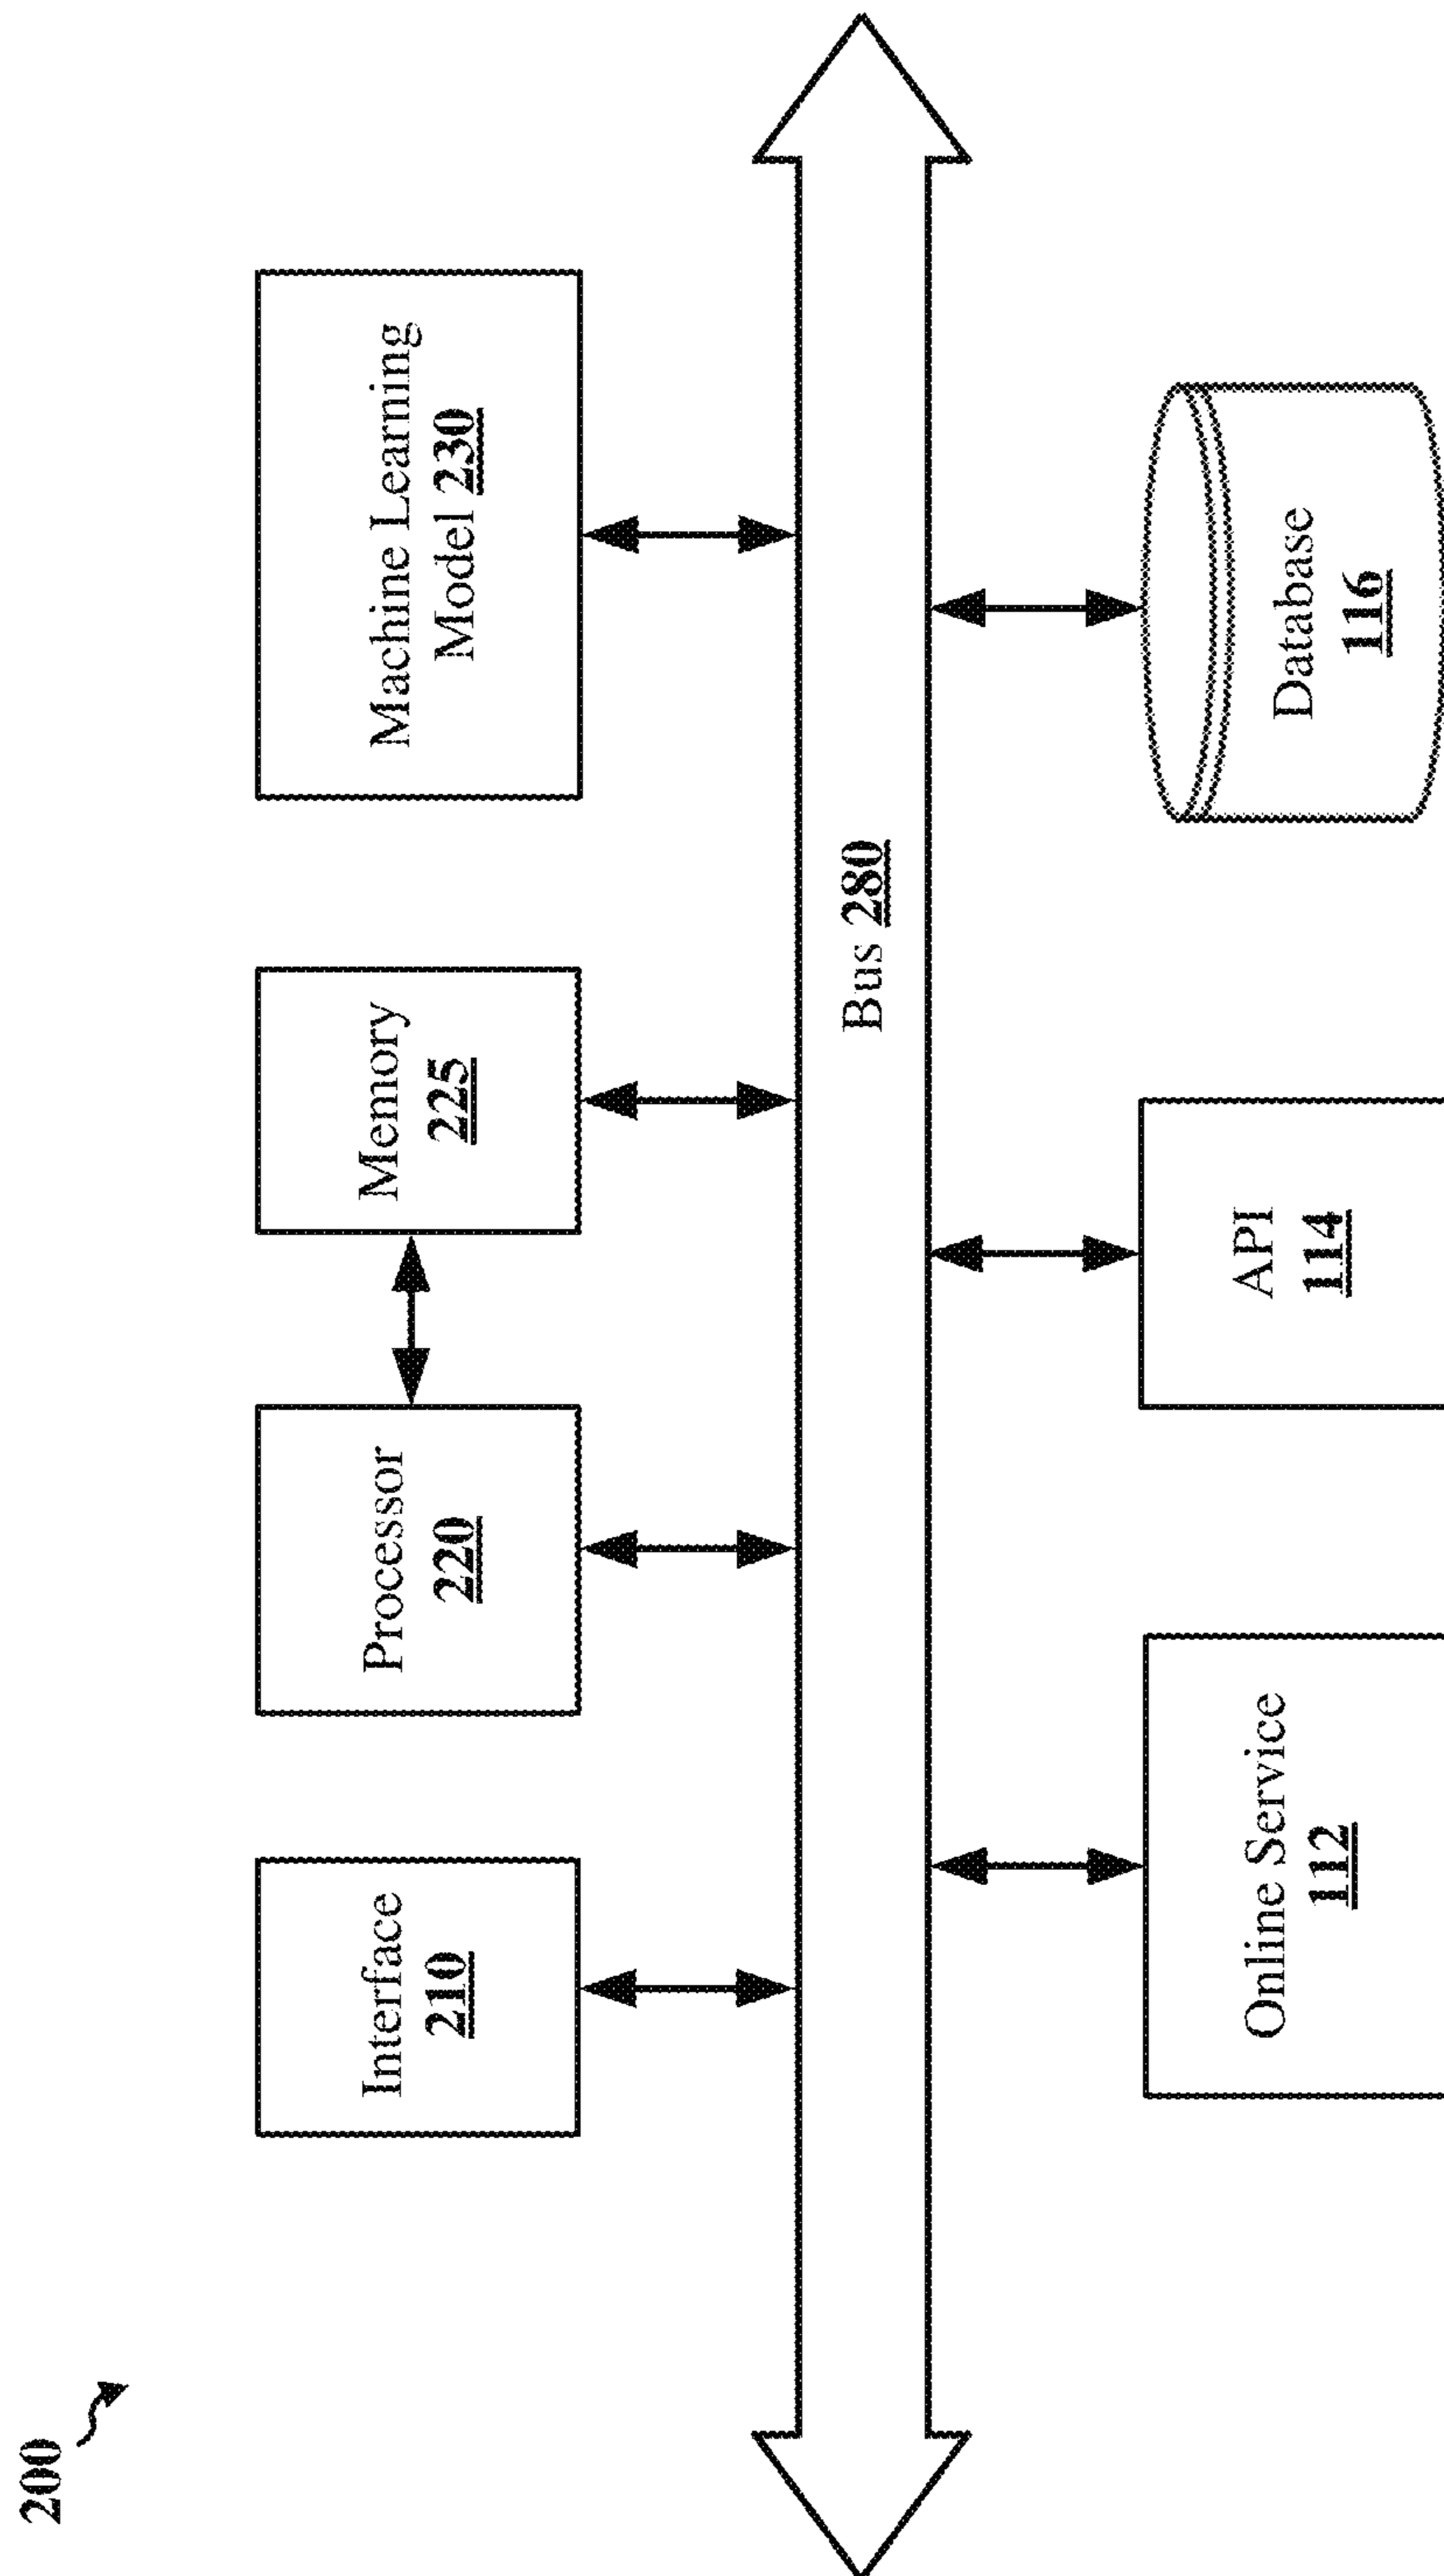 200
Interface
210
Processor
220
Memory
225
Machine Learning
Model 230
Bus 280
Online Service
112
API
114
Database
116